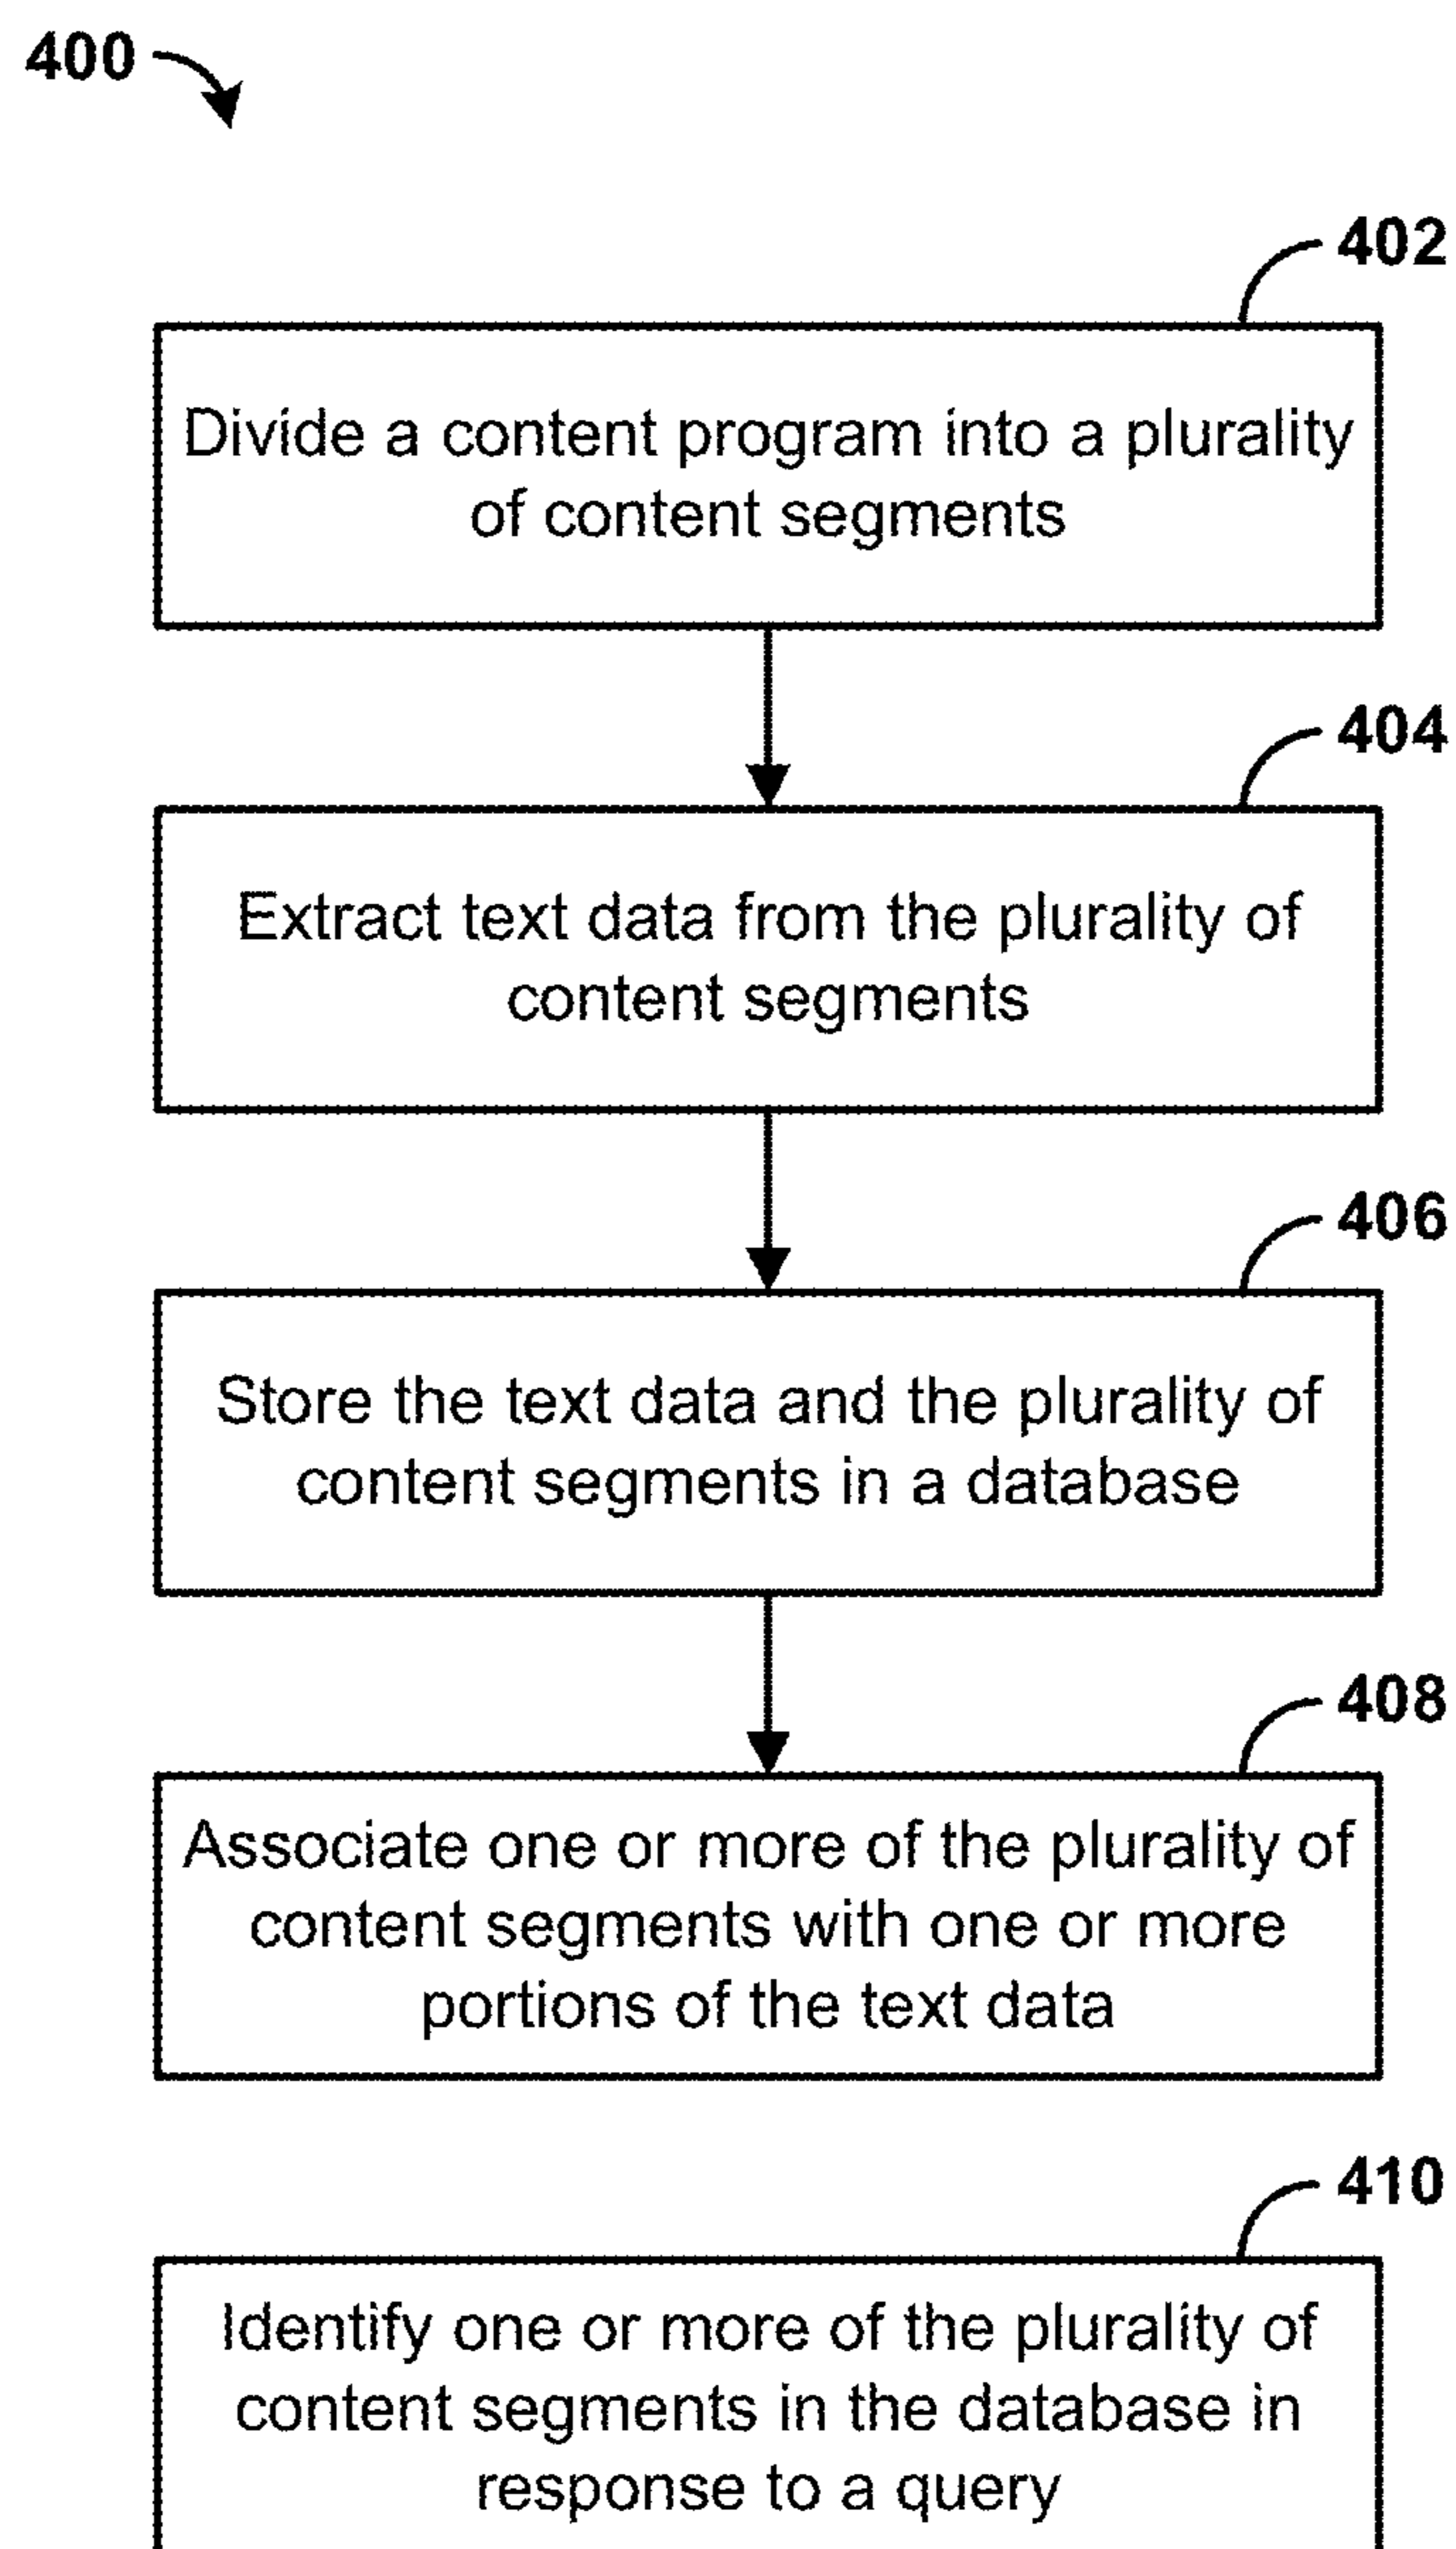 400
402
Divide a content program into a plurality
of content segments
404
Extract text data from the plurality of
content segments
406
Store the text data and the plurality of
content segments in a database
408
Associate one or more of the plurality of
content segments with one or more
portions of the text data
410
Identify one or more of the plurality of
content segments in the database in
response to a query